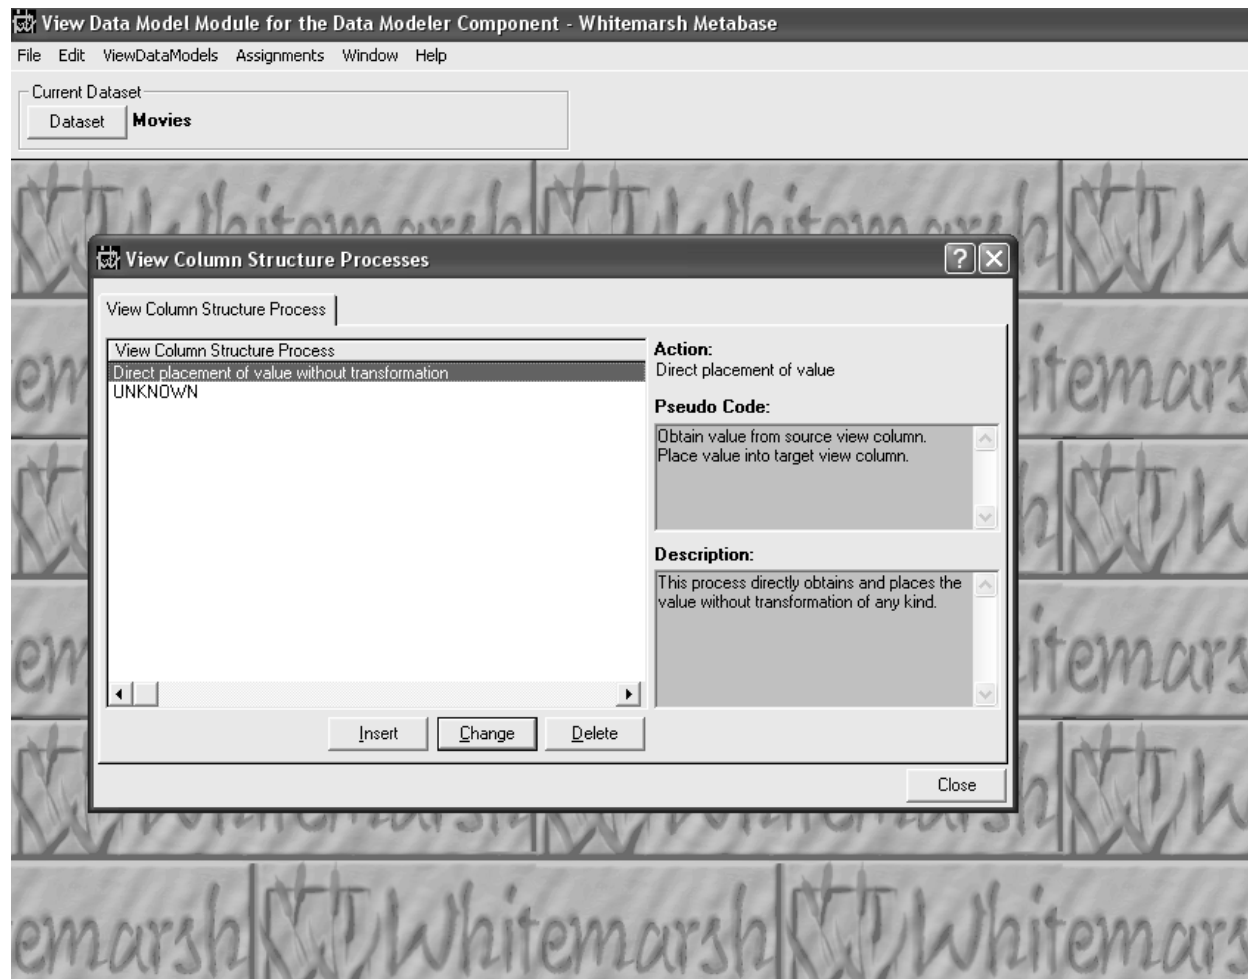 View Data Model Module for the Data Modeler Component - Whitemarsh Metabase
File Edit ViewDataModels Assignments Window Help
Current Dataset
Dataset Movies
View Column Structure Processes
View Column Structure Process
View Column Structure Process
Direct placement of value without transformation
UNKNOWN
Action:
Direct placement of value
Pseudo Code:
Obtain value from source view column.
Place value into target view column.
Description:
This process directly obtains and places the
value without transformation of any kind.
Insert Change Delete
Close
Whitemarsh
Whitemarsh